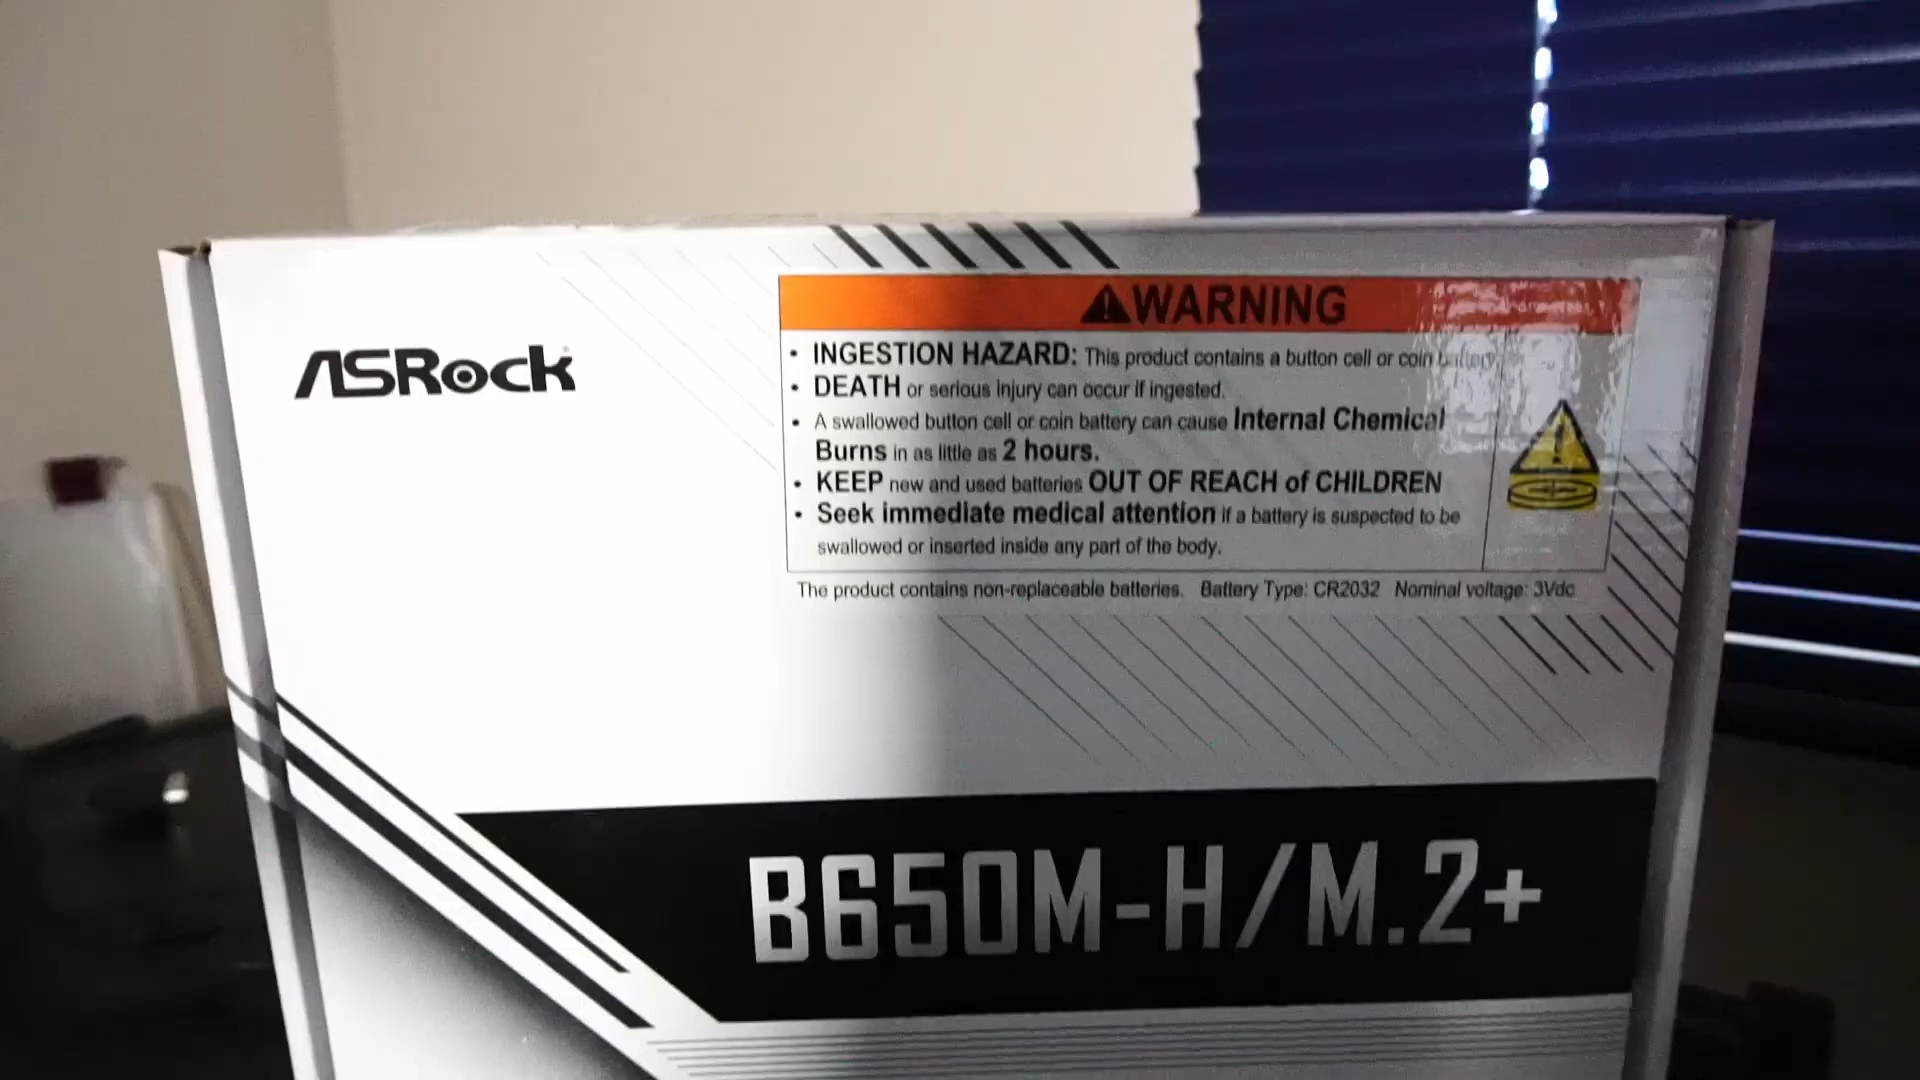 ASRock
WARNING
• INGESTION HAZARD: This product contains a button cell or coin battery.
• DEATH or serious injury can occur if ingested.
• A swallowed button cell or coin battery can cause Internal Chemical
Burns in as little as 2 hours.
• KEEP new and used batteries OUT OF REACH of CHILDREN
• Seek immediate medical attention if a battery is suspected to be
swallowed or inserted inside any part of the body.
The product contains non-replaceable batteries. Battery Type: CR2032 Nominal voltage: 3Vdc
B650M-H/M.2+